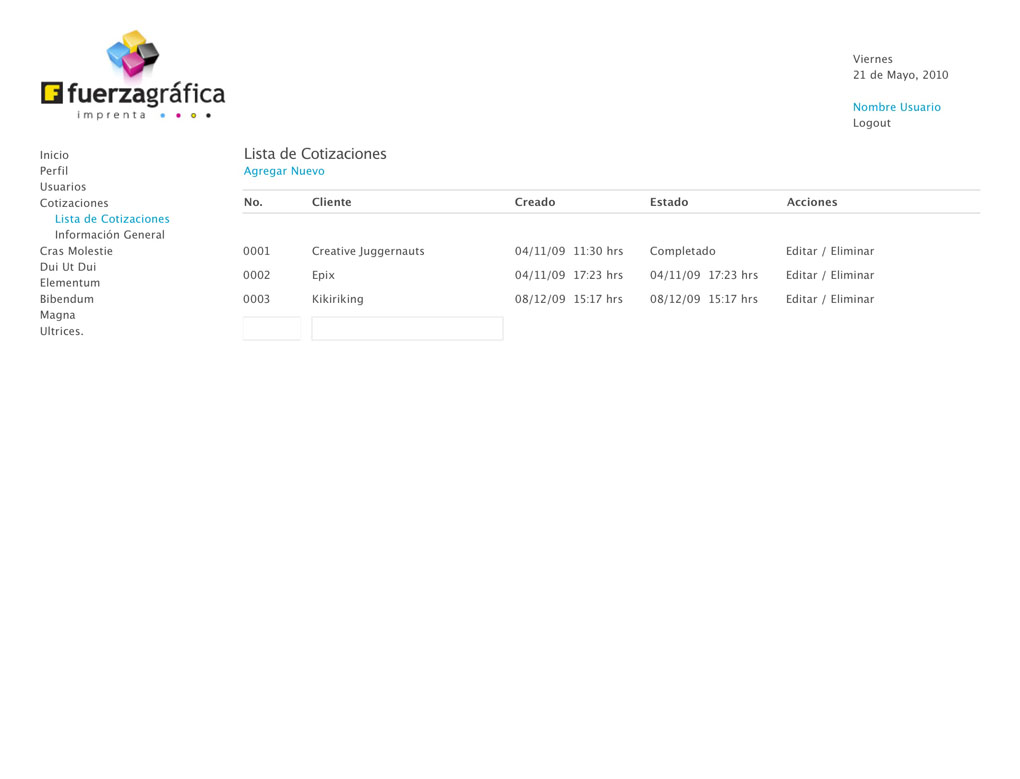 fuerzagráfica
imprenta
Viernes
21 de Mayo, 2010
Nombre Usuario
Logout
Inicio
Perfil
Usuarios
Cotizaciones
Lista de Cotizaciones
Información General
Cras Molestie
Dui Ut Dui
Elementum
Bibendum
Magna
Ultrices.
Lista de Cotizaciones
Agregar Nuevo
No. Cliente Creado Estado Acciones
0001 Creative Juggernauts 04/11/09 11:30 hrs Completado Editar / Eliminar
0002 Epix 04/11/09 17:23 hrs 04/11/09 17:23 hrs Editar / Eliminar
0003 Kikiriking 08/12/09 15:17 hrs 08/12/09 15:17 hrs Editar / Eliminar